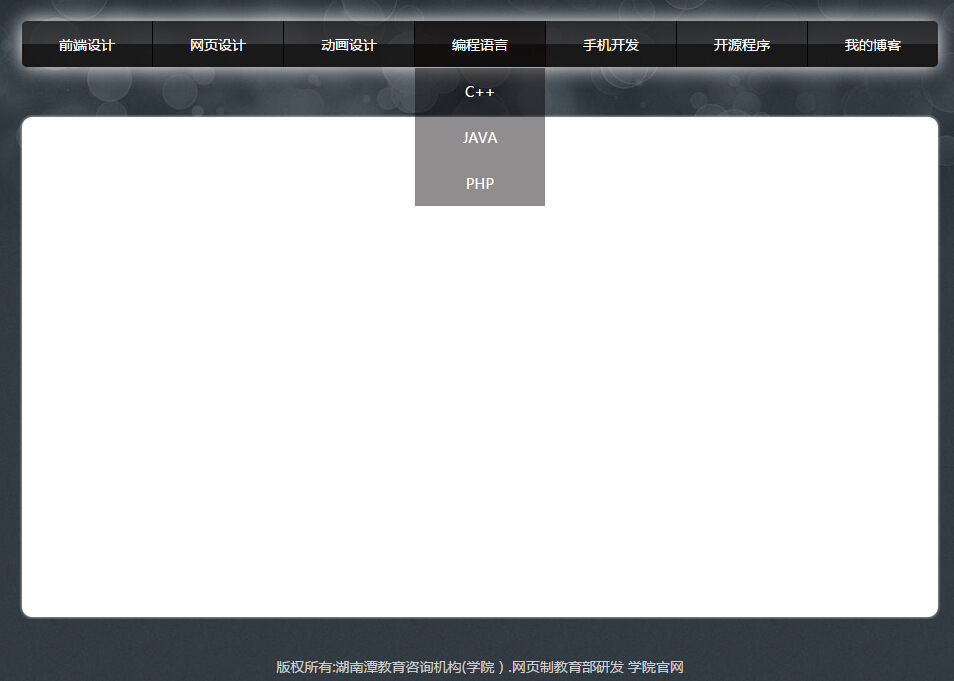 前端设计 网页设计 动画设计 编程语言 手机开发 开源程序 我的博客
C++
JAVA
PHP
版权所有:湖南潭教育咨询机构(学院 ) .网页制教育部研发 学院官网